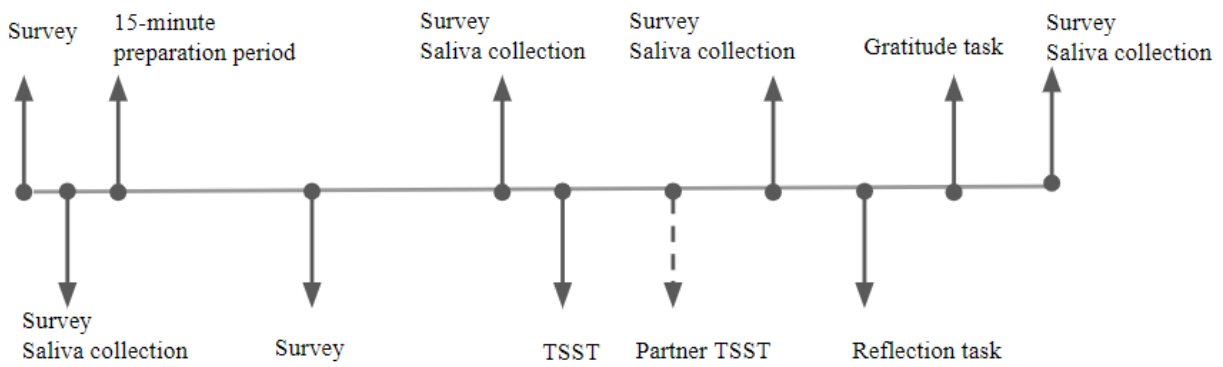 Survey
15-minute
preparation period
Survey
Saliva collection
Survey
Saliva collection
Gratitude task
Survey
Saliva collection
Survey
Saliva collection
Survey
TSST
Partner TSST
Reflection task